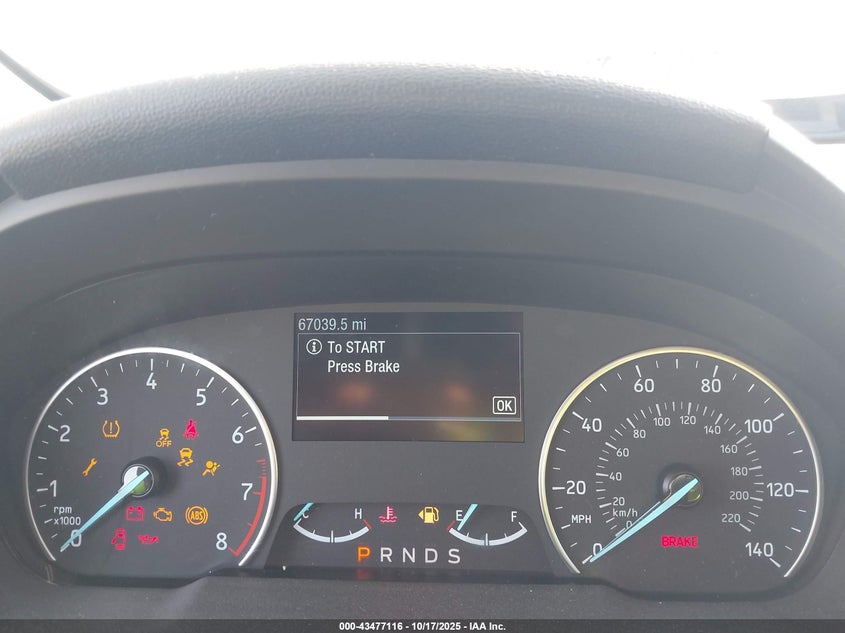 67039.5 mi
To START
Press Brake
OK
0 1 2 3 4 5 6 7 8
rpm
x1000
OFF
ABS
C H
E F
P R N D S
0 20 40 60 80 100 120 140
MPH
0 20 40 60 80 100 120 140 160 180 200 220
km/h
BRAKE
000-43477116 - 10/17/2025 - IAA Inc.